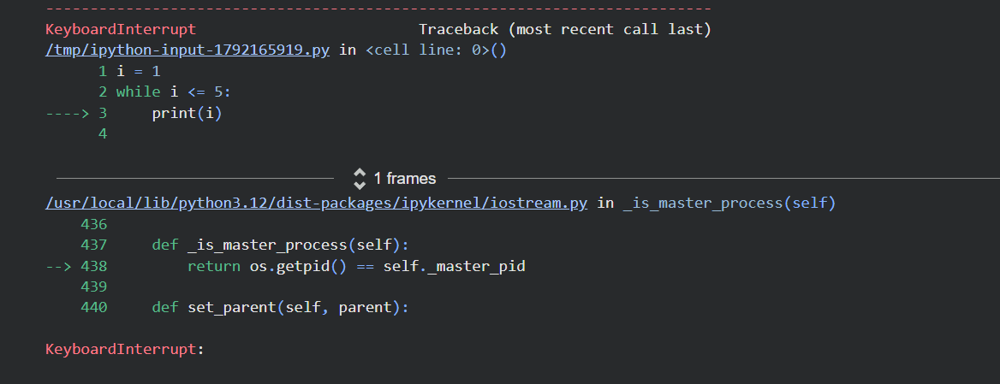 ---------------------------------------------------------------------------
KeyboardInterrupt                         Traceback (most recent call last)
/tmp/ipython-input-1792165919.py in <cell line: 0>()
      1 i = 1
      2 while i <= 5:
----> 3     print(i)
      4
1 frames
/usr/local/lib/python3.12/dist-packages/ipykernel/iostream.py in _is_master_process(self)
    436
    437     def _is_master_process(self):
--> 438         return os.getpid() == self._master_pid
    439
    440     def set_parent(self, parent):
KeyboardInterrupt: